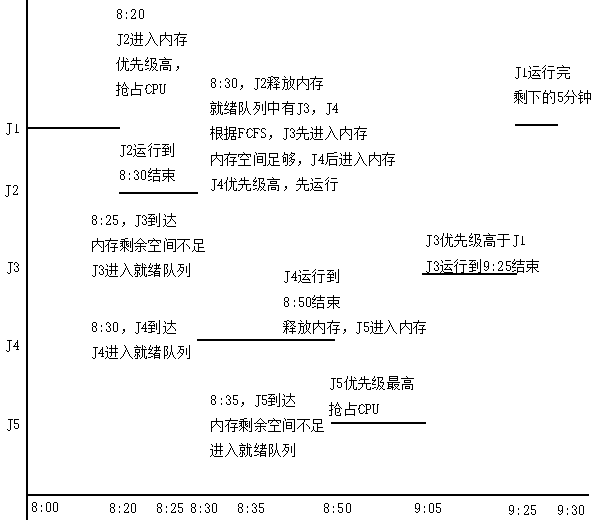 8:20
J2进入内存
优先级高，
抢占CPU
8:30，J2释放内存
就绪队列中有J3，J4
根据FCFS，J3先进入内存
内存空间足够，J4后进入内存
J4优先级高，先运行
J1运行完
剩下的5分钟
J1
J2运行到
8:30结束
J2
8:25，J3到达
内存剩余空间不足
J3进入就绪队列
J3优先级高于J1
J3运行到9:25结束
J3
J4运行到
8:50结束
释放内存，J5进入内存
8:30，J4到达
J4进入就绪队列
J4
J5优先级最高
抢占CPU
8:35，J5到达
内存剩余空间不足
进入就绪队列
J5
8:00 8:20 8:25 8:30 8:35 8:50 9:05 9:25 9:30